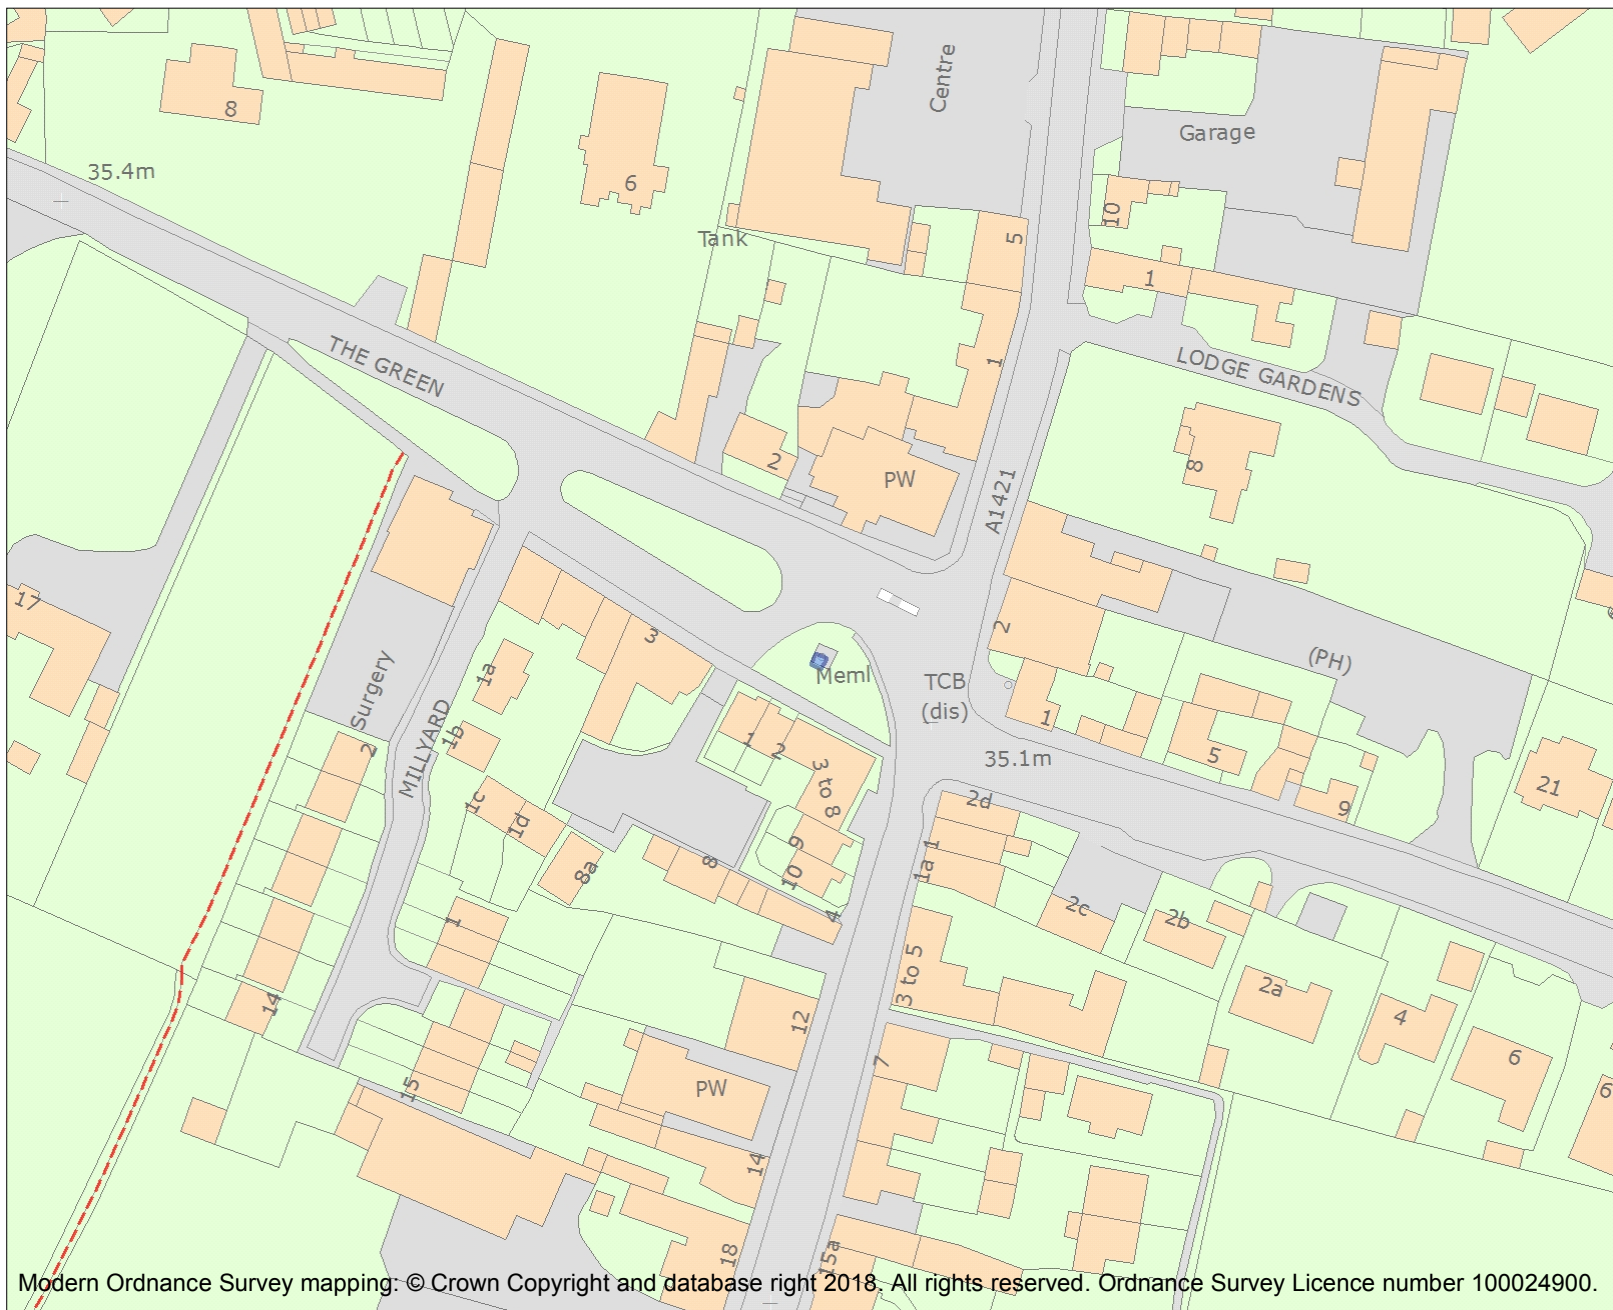 8
35.4m
6
Centre
Garage
10
Tank
5
1
1
THE GREEN
LODGE GARDENS
2
PW
8
A1421
17
3
2
Meml
TCB
(dis)
(PH)
1a
Surgery
1b
MILLYARD
2
1
2
3 to 8
1
5
9
21
35.1m
1c
1d
8a
8
9
10
4
2d
1a 1
2c
2b
2a
4
6
6
1
14
3 to 5
12
7
15
PW
14
18
15a
Modern Ordnance Survey mapping: © Crown Copyright and database right 2018. All rights reserved. Ordnance Survey Licence number 100024900.